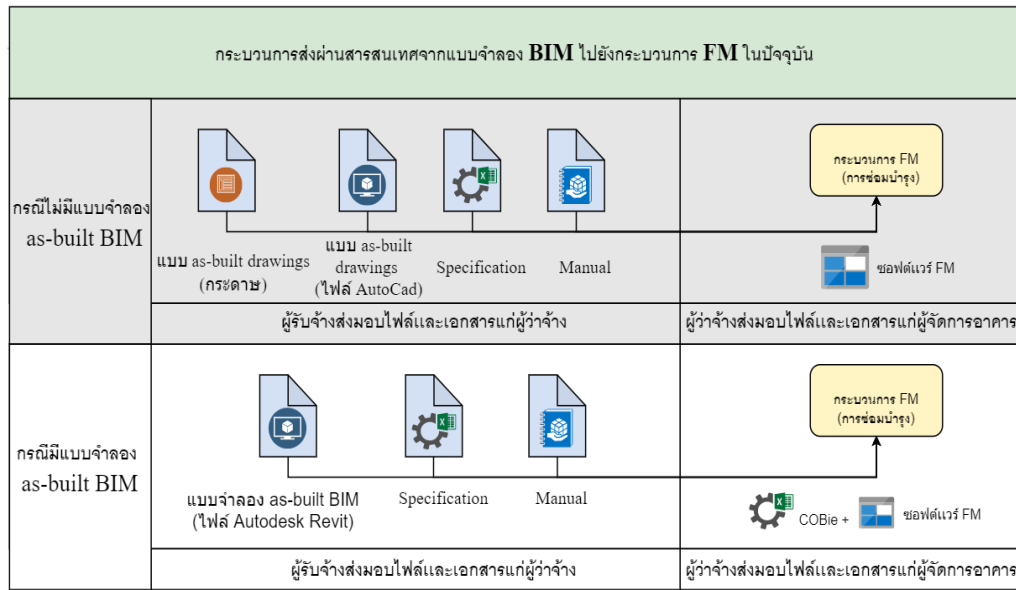 กระบวนการส่งผ่านสารสนเทศจากแบบจำลอง BIM ไปยังกระบวนการ FM ในปัจจุบัน
กรณีไม่มีแบบจำลอง
as-built BIM
แบบ as-built drawings
(กระดาษ)
แบบ as-built
drawings
(ไฟล์ AutoCad)
Specification
Manual
กระบวนการ FM
(การซ่อมบำรุง)
ซอฟต์แวร์ FM
ผู้รับจ้างส่งมอบไฟล์และเอกสารแก่ผู้ว่าจ้าง
ผู้ว่าจ้างส่งมอบไฟล์และเอกสารแก่ผู้จัดการอาคาร
กรณีมีแบบจำลอง
as-built BIM
แบบจำลอง as-built BIM
(ไฟล์ Autodesk Revit)
Specification
Manual
กระบวนการ FM
(การซ่อมบำรุง)
COBie +
ซอฟต์แวร์ FM
ผู้รับจ้างส่งมอบไฟล์และเอกสารแก่ผู้ว่าจ้าง
ผู้ว่าจ้างส่งมอบไฟล์และเอกสารแก่ผู้จัดการอาคาร